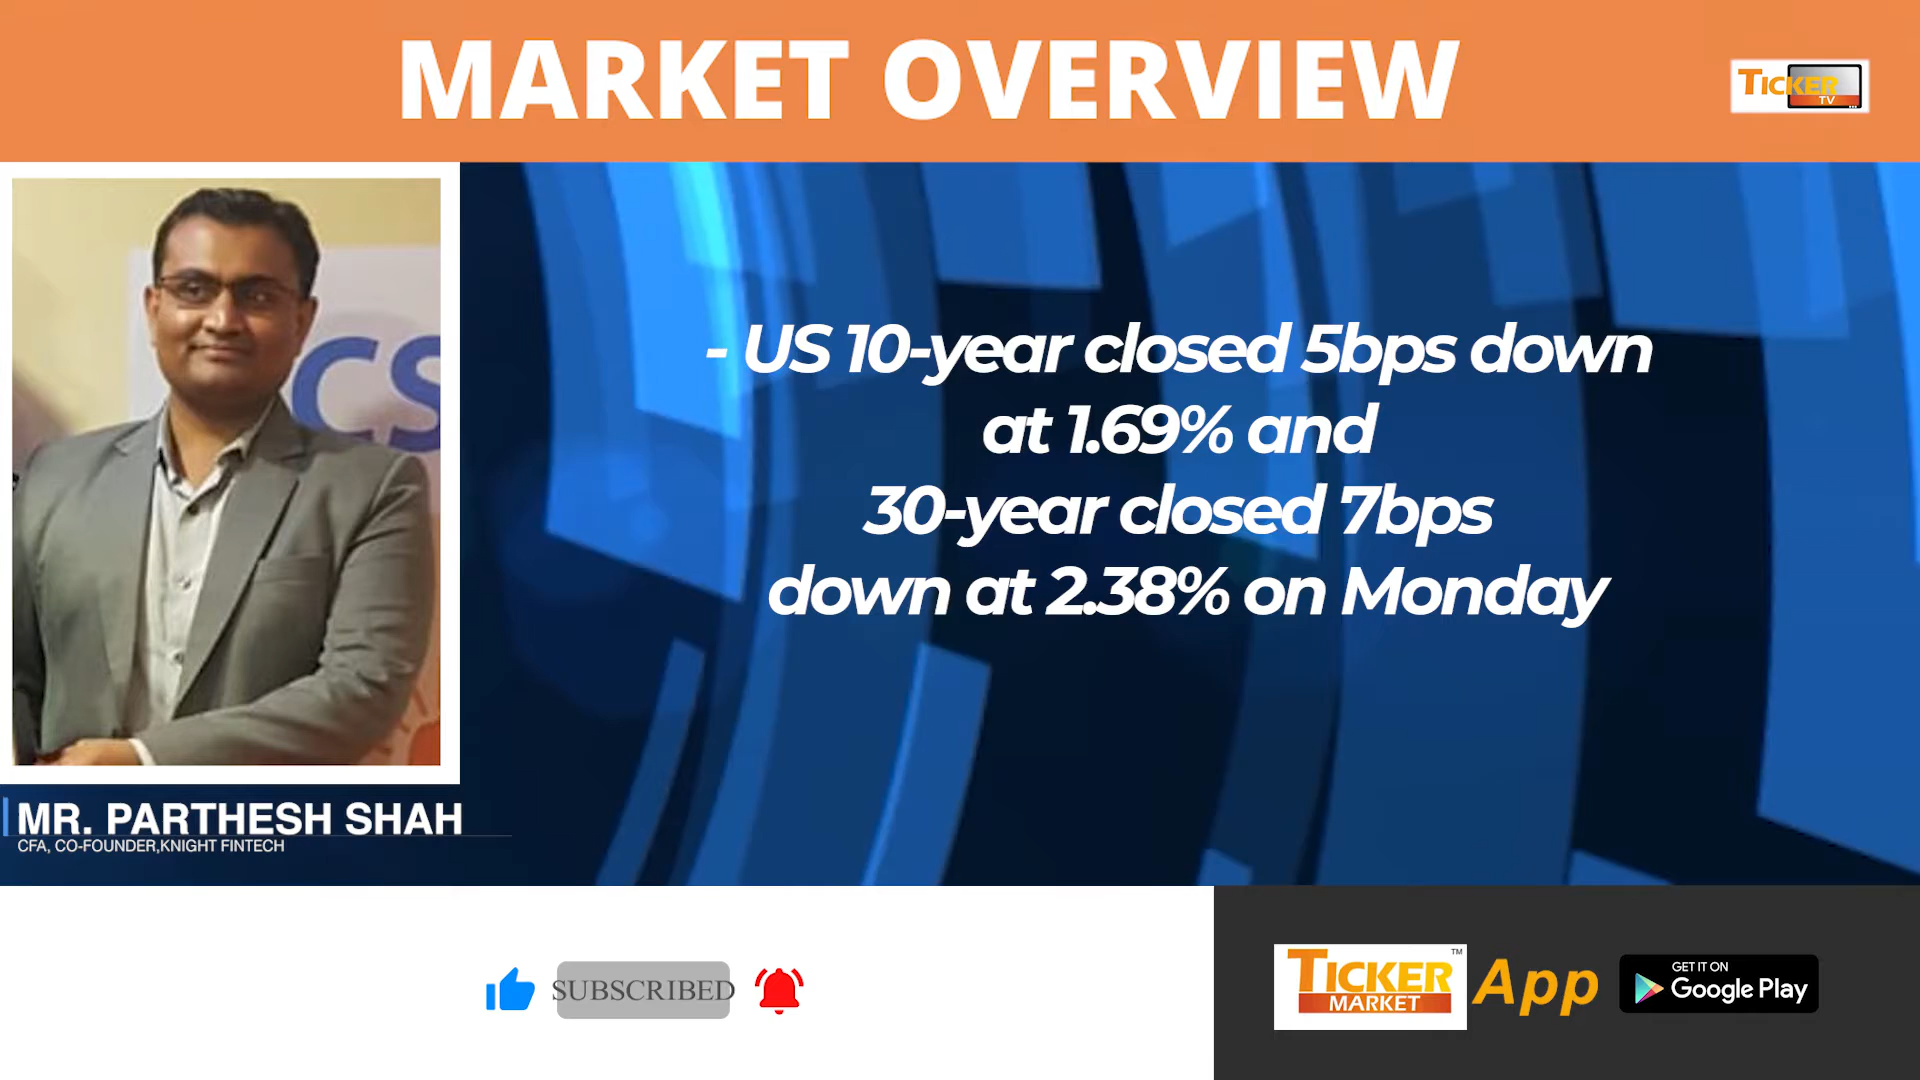 MARKET OVERVIEW
TICKER
TV
CS
- US 10-year closed 5bps down
at 1.69% and
30-year closed 7bps
down at 2.38% on Monday
MR. PARTHESH SHAH
CFA, CO-FOUNDER,KNIGHT FINTECH
SUBSCRIBED
TICKER
TM
MARKET
App
GET IT ON
Google Play